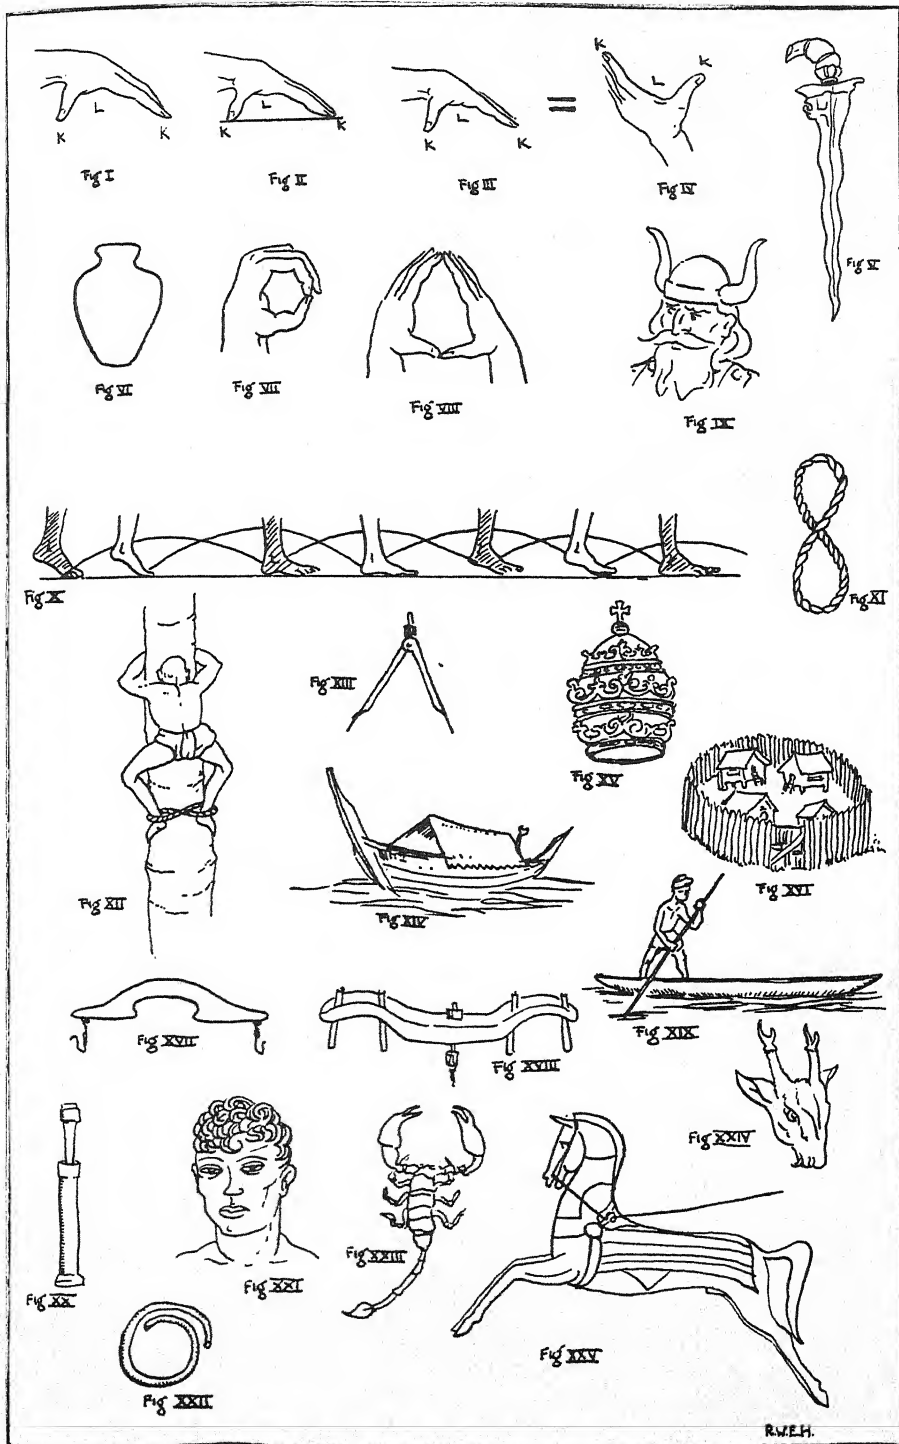 K
K
L
K
L
K
L
K
K
L
K
K
Fig I
Fig II
Fig III
Fig IV
Fig V
Fig VI
Fig VII
Fig VIII
Fig IX
Fig X
Fig XI
Fig XII
Fig XIII
Fig XIV
Fig XV
Fig XVI
Fig XVII
Fig XVIII
Fig XIX
Fig XX
Fig XXI
Fig XXII
Fig XXIII
Fig XXIV
Fig XXV
R.W.E.H.